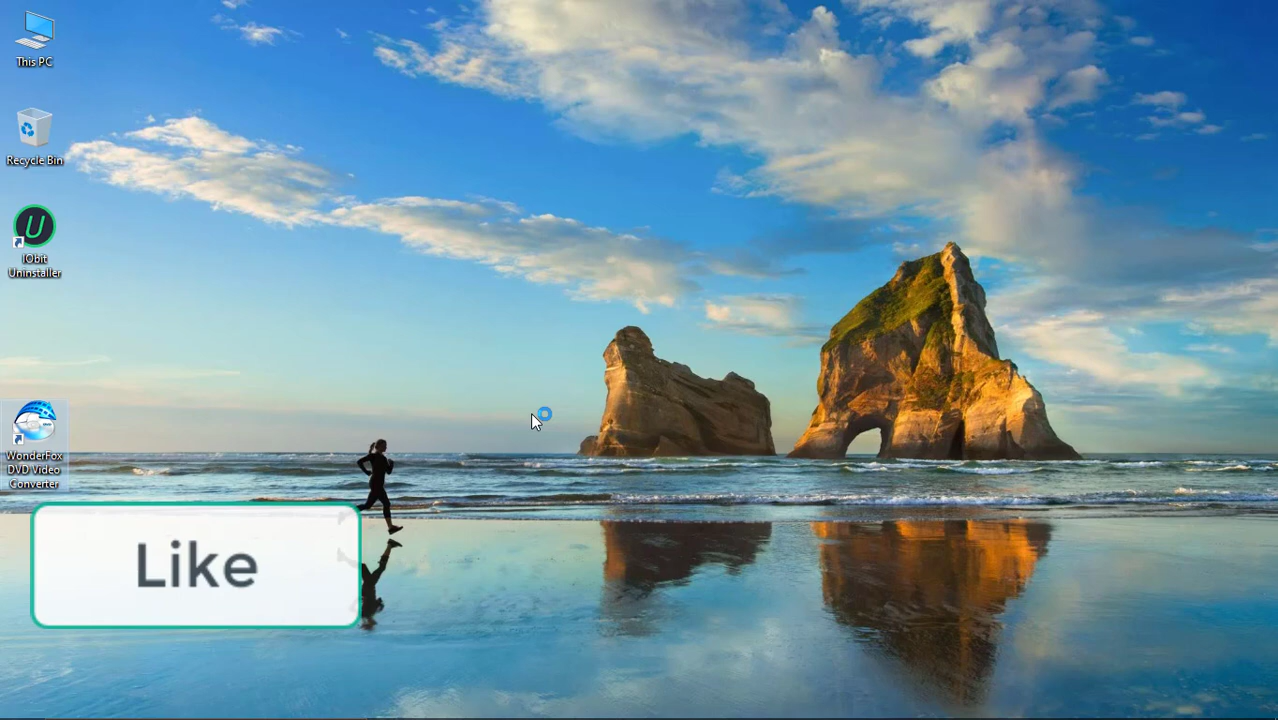 This PC
Recycle Bin
IObit
Uninstaller
WonderFox
DVD Video
Converter
Like